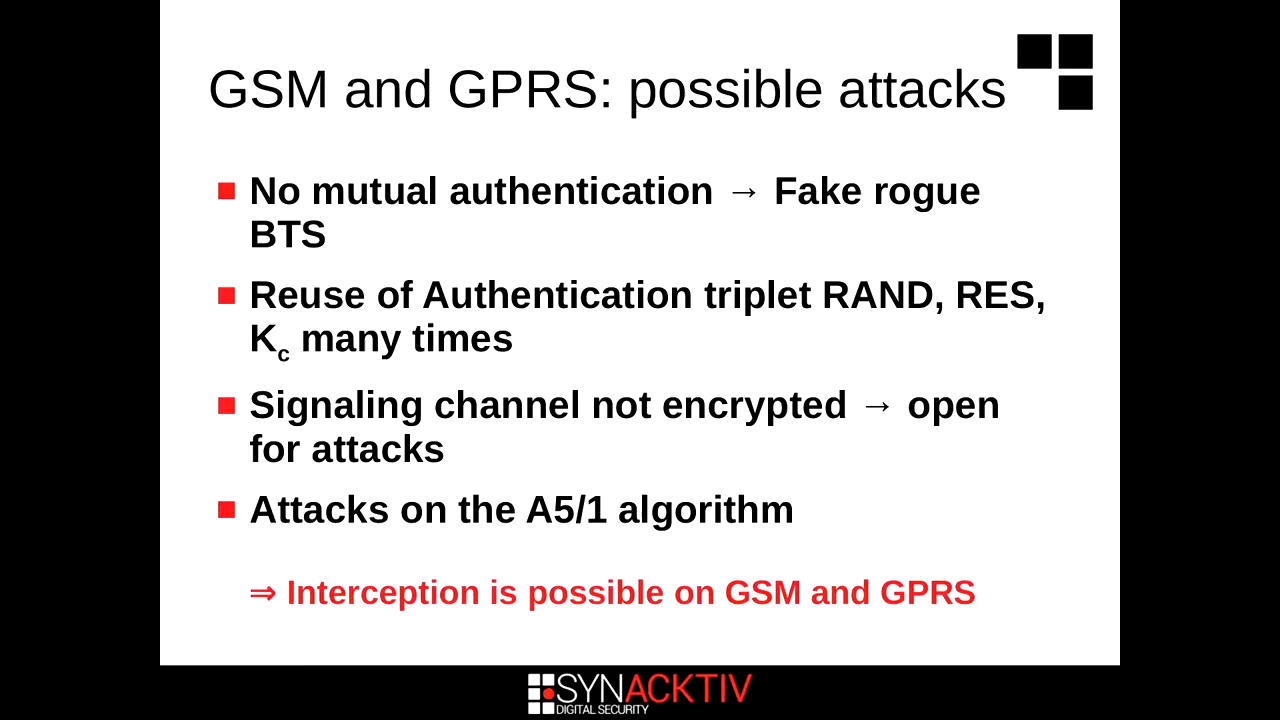 GSM and GPRS: possible attacks
No mutual authentication → Fake rogue
BTS
Reuse of Authentication triplet RAND, RES,
Kc many times
Signaling channel not encrypted → open
for attacks
Attacks on the A5/1 algorithm
⇒ Interception is possible on GSM and GPRS
SYNACKTIV
DIGITAL SECURITY